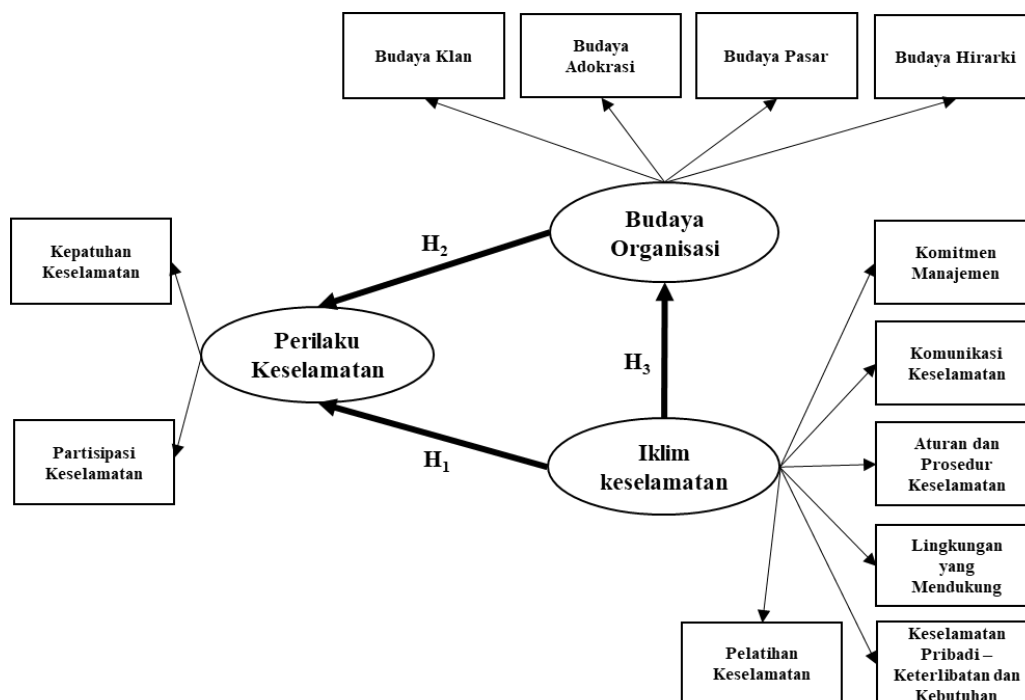 Budaya Klan
Budaya
Adokrasi
Budaya Pasar
Budaya Hirarki
Budaya
Organisasi
H₂
Kepatuhan
Keselamatan
Perilaku
Keselamatan
H₃
Partisipasi
Keselamatan
H₁
Iklim
keselamatan
Komitmen
Manajemen
Komunikasi
Keselamatan
Aturan dan
Prosedur
Keselamatan
Lingkungan
yang
Mendukung
Pelatihan
Keselamatan
Keselamatan
Pribadi –
Keterlibatan dan
Kebutuhan